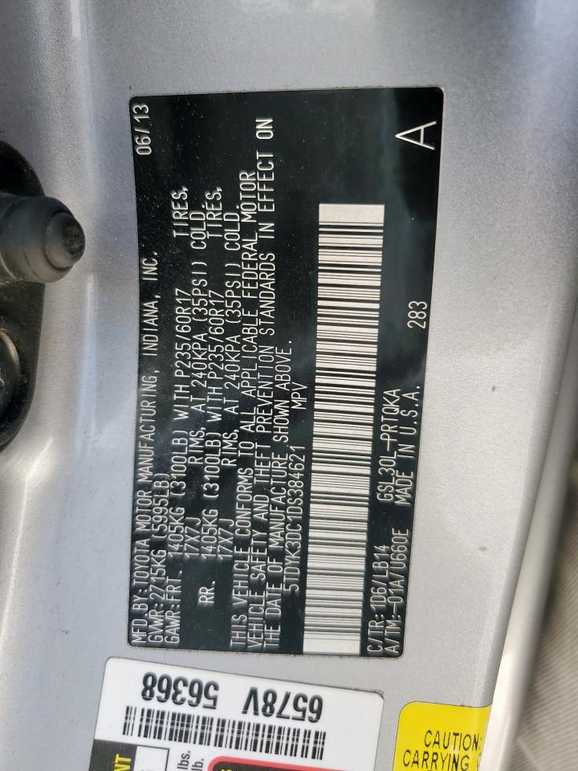 MFD BY:TOYOTA MOTOR MANUFACTURING, INDIANA, INC. 06/13
GVWR:2715KG (5995LB)
GAWR:FRT. 1405KG (3100LB) WITH P235/60R17 TIRES,
17X7J RIMS, AT 240KPA (35PSI) COLD,
RR. 1405KG (3100LB) WITH P235/60R17 TIRES,
17X7J RIMS, AT 240KPA (35PSI) COLD,
THIS VEHICLE CONFORMS TO ALL APPLICABLE FEDERAL MOTOR
VEHICLE SAFETY AND THEFT PREVENTION STANDARDS IN EFFECT ON
THE DATE OF MANUFACTURE SHOWN ABOVE.
5TDYK3DC1DS384621 MPV
C/TR:1D6/LB14 GSL30L-PRTQKA
A/TM:-01A/U660E MADE IN U.S.A. 283 A
6578V
56368
lbs.
lb.
CAUTION:
CARRYING